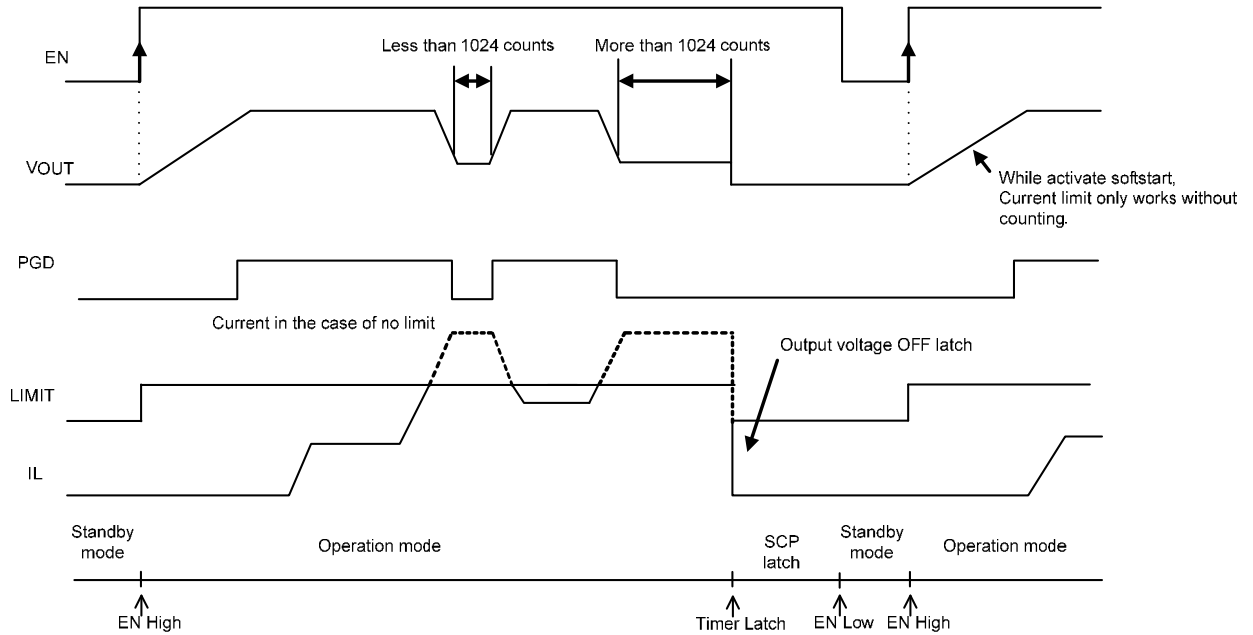 EN
Less than 1024 counts
More than 1024 counts
VOUT
While activate softstart,
Current limit only works without
counting.
PGD
Current in the case of no limit
Output voltage OFF latch
LIMIT
IL
Standby
mode
Operation mode
SCP
latch
Standby
mode
Operation mode
EN High
Timer Latch
EN Low
EN High